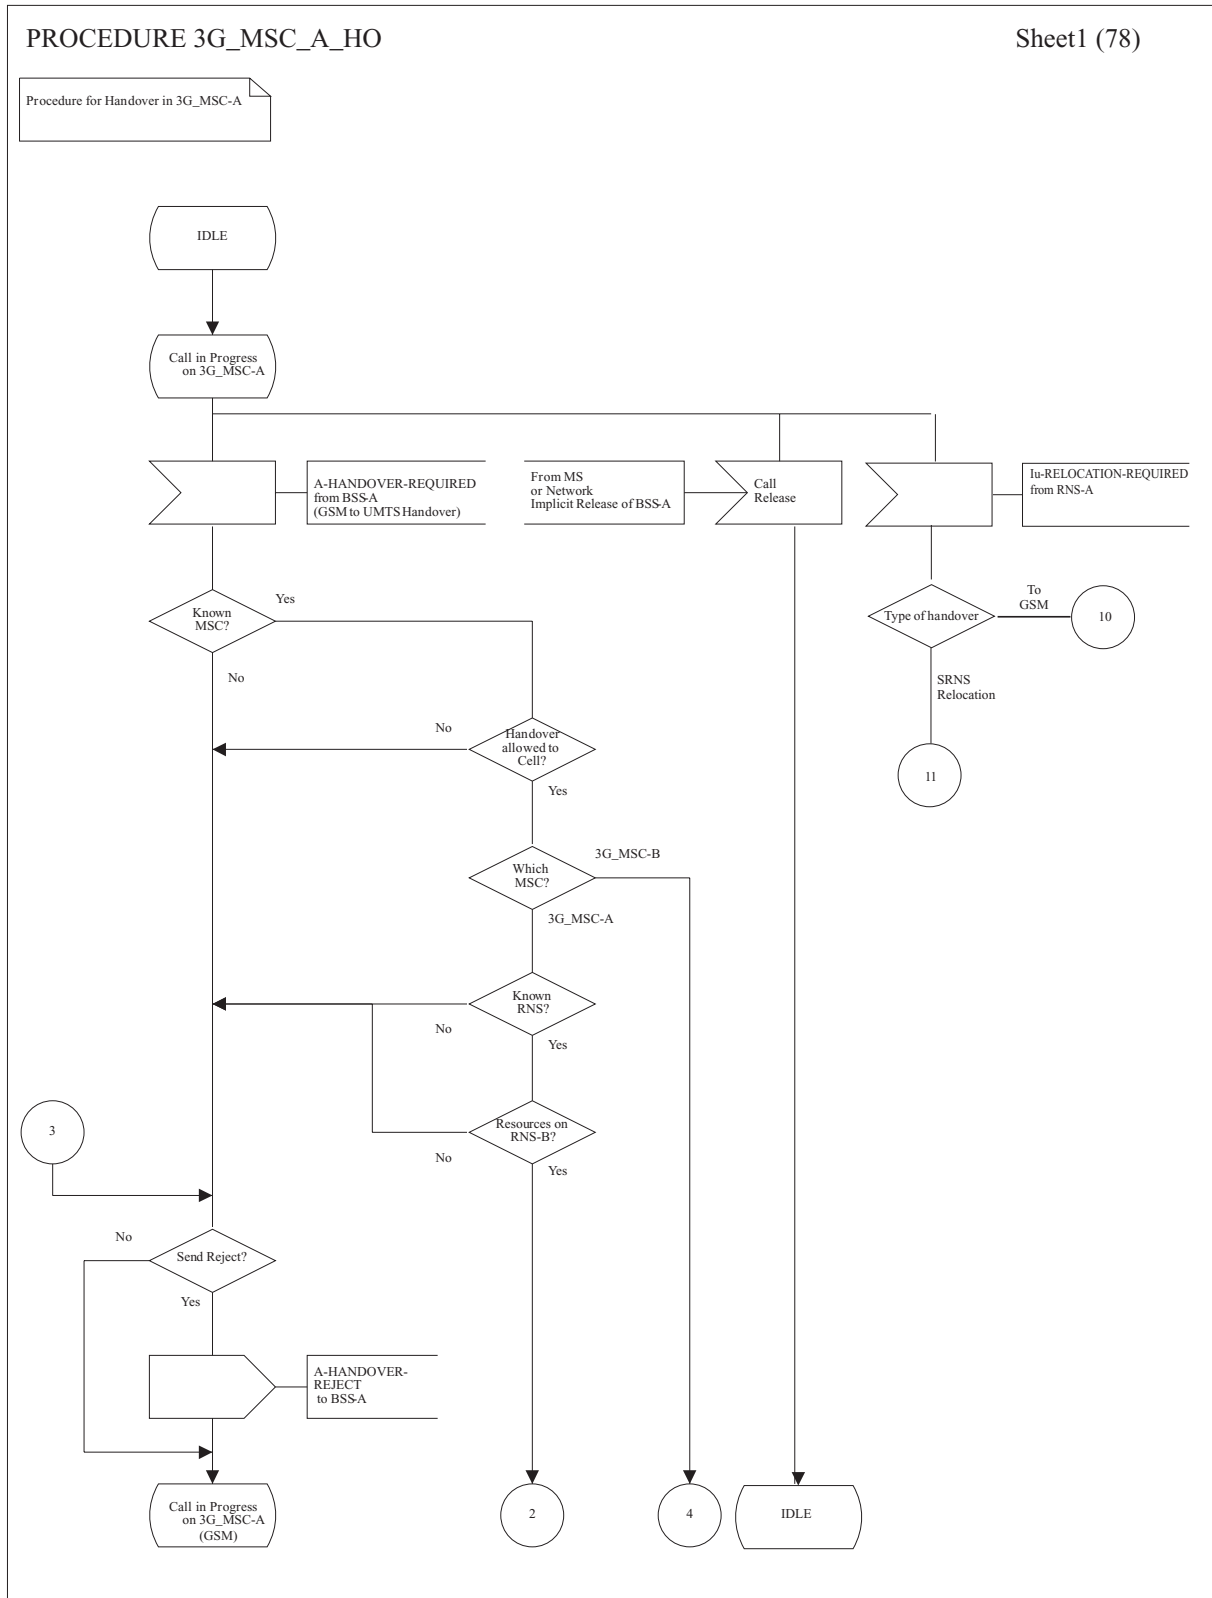 PROCEDURE 3G_MSC_A_HO
Sheet1 (78)
Procedure for Handover in 3G_MSC-A
IDLE
Call in Progress
on 3G_MSC-A
A-HANDOVER-REQUIRED
from BSS-A
(GSM to UMTS Handover)
From MS
or Network
Implicit Release of BSS-A
Call
Release
Iu-RELOCATION-REQUIRED
from RNS-A
Known
MSC?
Yes
No
Type of handover
To
GSM
10
SRNS
Relocation
11
Handover
allowed to
Cell?
No
Yes
Which
MSC?
3G_MSC-B
3G_MSC-A
Known
RNS?
No
Yes
3
Resources on
RNS-B?
No
Yes
Send Reject?
No
Yes
A-HANDOVER-
REJECT
to BSS-A
Call in Progress
on 3G_MSC-A
(GSM)
2
4
IDLE